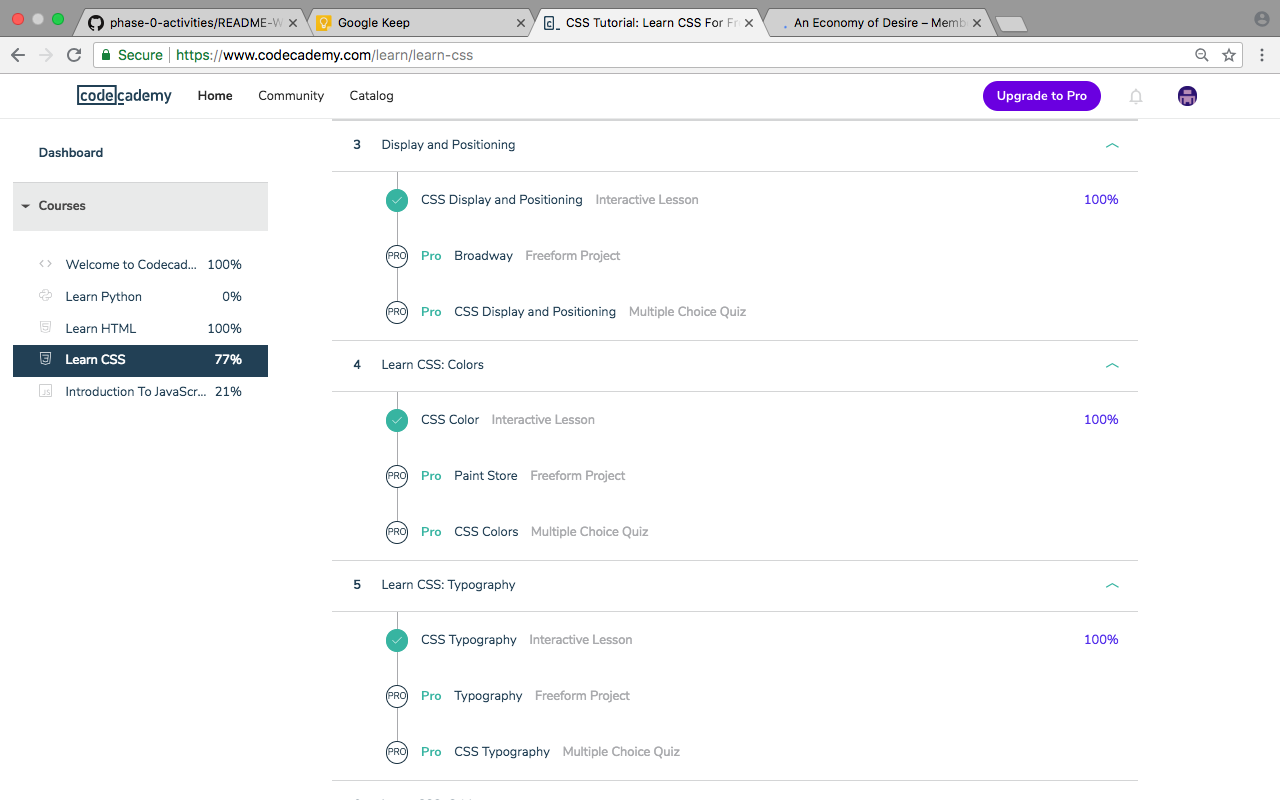 phase-0-activities/README-W
Google Keep
CSS Tutorial: Learn CSS For Fr
An Economy of Desire – Memb
Secure https://www.codecademy.com/learn/learn-css
codecademy Home Community Catalog Upgrade to Pro
Dashboard
Courses
Welcome to Codecad... 100%
Learn Python 0%
Learn HTML 100%
Learn CSS 77%
JS Introduction To JavaScr... 21%
3 Display and Positioning
CSS Display and Positioning Interactive Lesson 100%
PRO Pro Broadway Freeform Project
PRO Pro CSS Display and Positioning Multiple Choice Quiz
4 Learn CSS: Colors
CSS Color Interactive Lesson 100%
PRO Pro Paint Store Freeform Project
PRO Pro CSS Colors Multiple Choice Quiz
5 Learn CSS: Typography
CSS Typography Interactive Lesson 100%
PRO Pro Typography Freeform Project
PRO Pro CSS Typography Multiple Choice Quiz